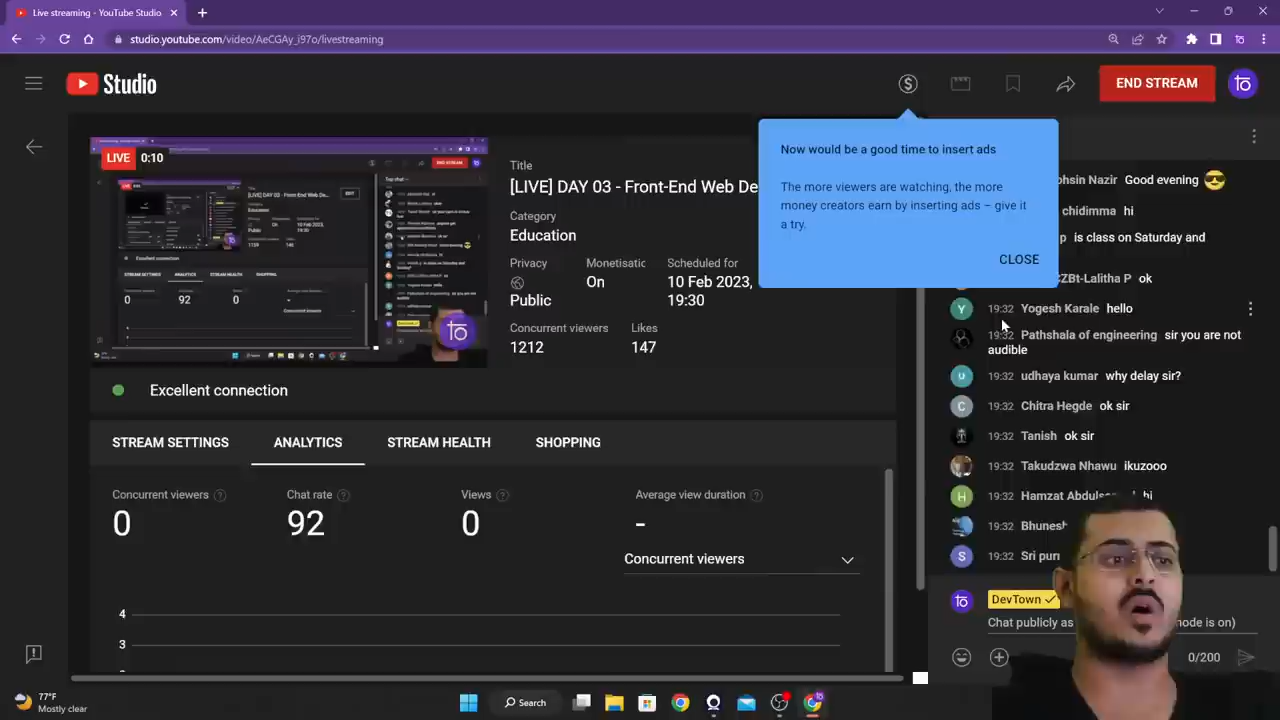 Live streaming - YouTube Studio
studio.youtube.com/video/AeCGAy_i97o/livestreaming
Studio
END STREAM
LIVE 0:10
Title
[LIVE] DAY 03 - Front-End Web De
Category
Education
Privacy
Public
Monetisatic
On
Scheduled for
10 Feb 2023,
19:30
Concurrent viewers
1212
Likes
147
Excellent connection
Now would be a good time to insert ads
The more viewers are watching, the more
money creators earn by inserting ads – give it
a try.
CLOSE
STREAM SETTINGS
ANALYTICS
STREAM HEALTH
SHOPPING
Concurrent viewers
0
Chat rate
92
Views
0
Average view duration
-
Concurrent viewers
4
3
ohsin Nazir Good evening
chidimma hi
p is class on Saturday and
CZBt-Lalitha P ok
19:32 Yogesh Karale hello
19:32 Pathshala of engineering sir you are not
audible
19:32 udhaya kumar why delay sir?
19:32 Chitra Hegde ok sir
19:32 Tanish ok sir
19:32 Takudzwa Nhawu ikuzooo
19:32 Hamzat Abdulsa hi
19:32 Bhunesh
19:32 Sri purn
DevTown
Chat publicly as node is on)
0/200
77°F
Mostly clear
Search